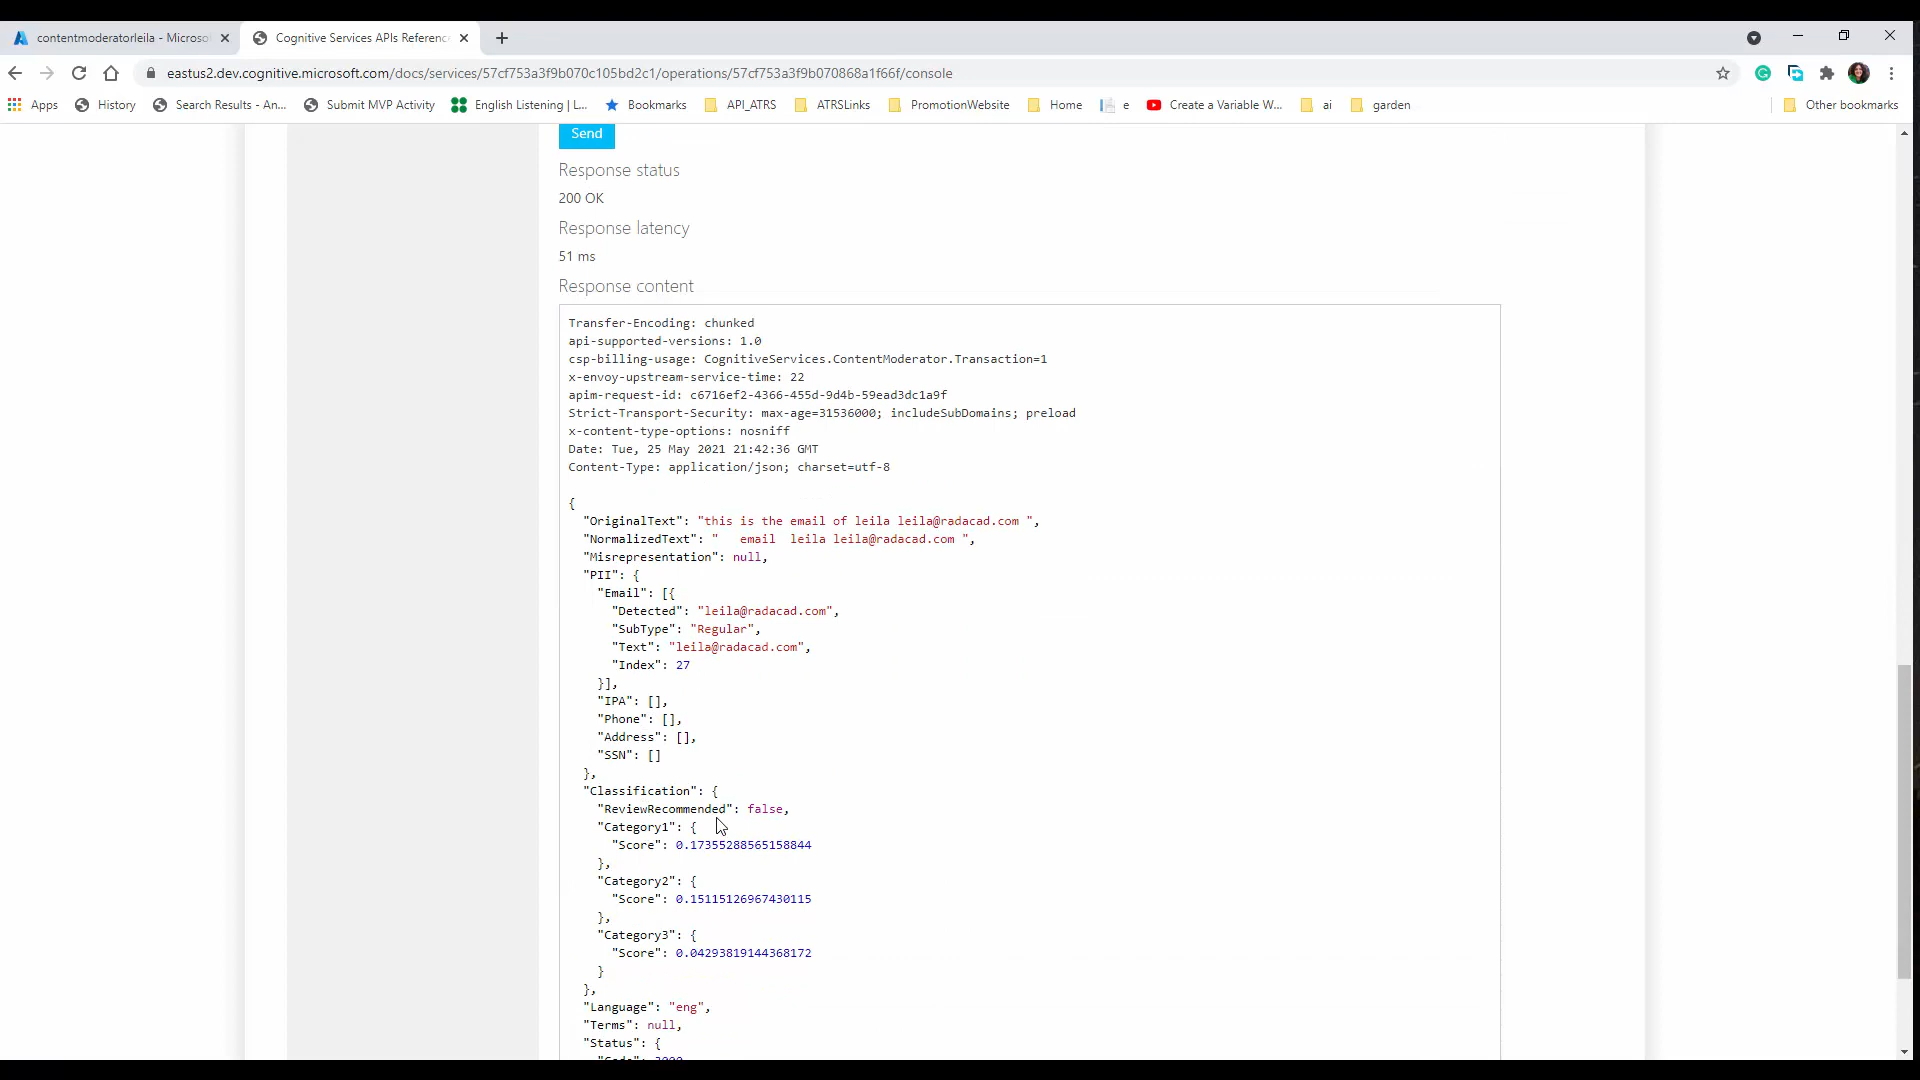 contentmoderatorleila - Microso
Cognitive Services APIs Reference
eastus2.dev.cognitive.microsoft.com/docs/services/57cf753a3f9b070c105bd2c1/operations/57cf753a3f9b070868a1f66f/console
Apps History Search Results - An... Submit MVP Activity English Listening | L... Bookmarks API_ATRS ATRSLinks PromotionWebsite Home e Create a Variable W... ai garden Other bookmarks
Send
Response status
200 OK
Response latency
51 ms
Response content
Transfer-Encoding: chunked
api-supported-versions: 1.0
csp-billing-usage: CognitiveServices.ContentModerator.Transaction=1
x-envoy-upstream-service-time: 22
apim-request-id: c6716ef2-4366-455d-9d4b-59ead3dc1a9f
Strict-Transport-Security: max-age=31536000; includeSubDomains; preload
x-content-type-options: nosniff
Date: Tue, 25 May 2021 21:42:36 GMT
Content-Type: application/json; charset=utf-8
{
"OriginalText": "this is the email of leila leila@radacad.com ",
"NormalizedText": "   email  leila leila@radacad.com ",
"Misrepresentation": null,
"PII": {
"Email": [{
"Detected": "leila@radacad.com",
"SubType": "Regular",
"Text": "leila@radacad.com",
"Index": 27
}],
"IPA": [],
"Phone": [],
"Address": [],
"SSN": []
},
"Classification": {
"ReviewRecommended": false,
"Category1": {
"Score": 0.17355288565158844
},
"Category2": {
"Score": 0.15115126967430115
},
"Category3": {
"Score": 0.04293819144368172
}
},
"Language": "eng",
"Terms": null,
"Status": {